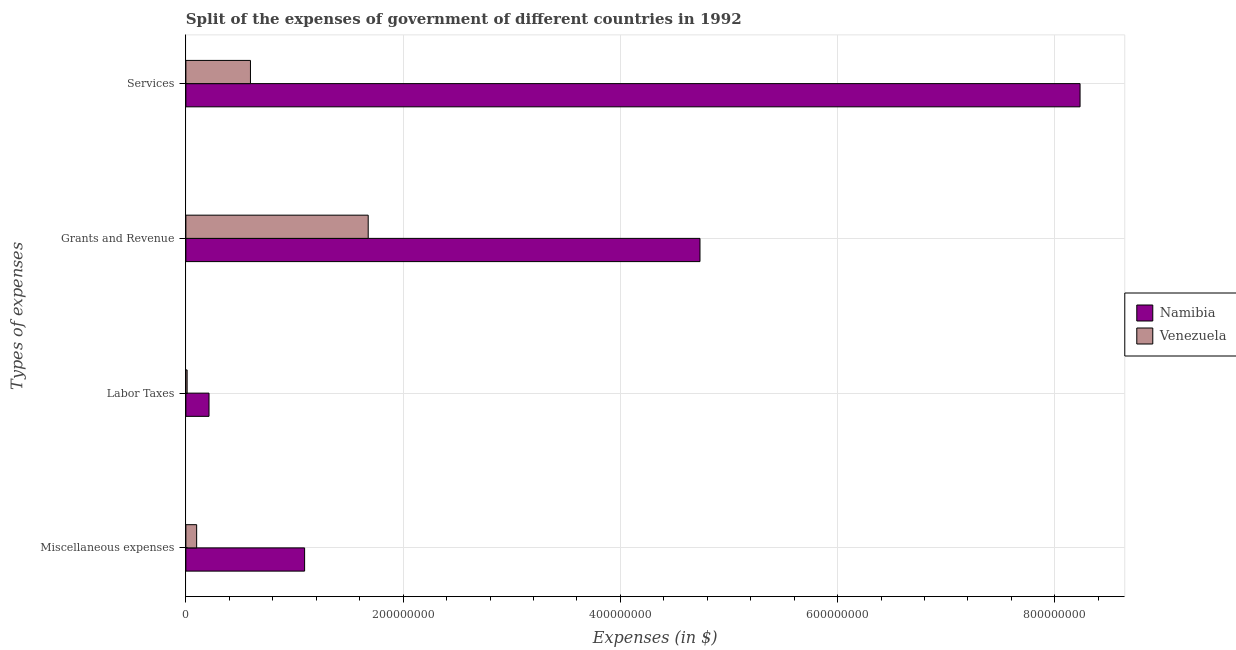 Split of the expenses of government of different countries in 1992
Types of expenses
Services
Grants and Revenue
Labor Taxes
Miscellaneous expenses
200000000
400000000
600000000
800000000
Expenses (in $)
Namibia
Venezuela